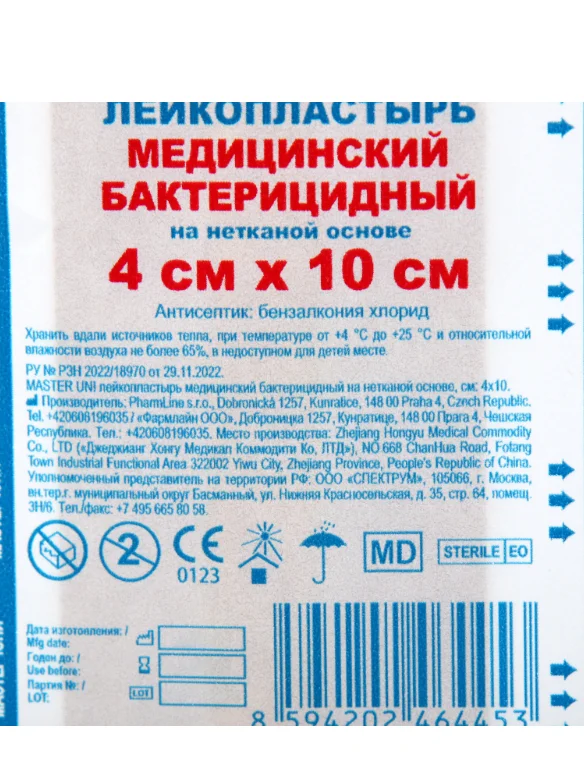 ЛЕЙКОПЛАСТЫРЬ
МЕДИЦИНСКИЙ
БАКТЕРИЦИДНЫЙ
на нетканой основе
4 см х 10 см
Антисептик: бензалкония хлорид
Хранить вдали источников тепла, при температуре от +4 °С до +25 °С и относительной
влажности воздуха не более 65%, в недоступном для детей месте.
РУ № РЗН 2022/18970 от 29.11.2022.
MASTER UNI лейкопластырь медицинский бактерицидный на нетканой основе, см: 4х10.
Производитель: PharmLine s.r.o., Dobronická 1257, Kunratice, 148 00 Praha 4, Czech Republic.
Tel. +420608196035 / «Фармлайн ООО», Доброницка 1257, Кунратице, 148 00 Прага 4, Чешская
Республика. Тел.: +420608196035. Место производства: Zhejiang Hongyu Medical Commodity
Co., LTD («Джеджианг Хонгу Медикал Коммодити Ко, ЛТД»), NO 668 ChanHua Road, Fotang
Town Industrial Functional Area 322002 Yiwu City, Zhejiang Province, People's Republic of China.
Уполномоченный представитель на территории РФ: ООО «СПЕКТРУМ», 105066, г. Москва,
вн.тер.г. муниципальный округ Басманный, ул. Нижняя Красносельская, д. 35, стр. 64, помещ.
3Н/6. Тел./факс: +7 495 665 80 58.
2
CE
0123
MD
STERILE EO
Дата изготовления: /
Mfg date:
Годен до: /
Use before:
Партия №: /
LOT:
LOT
8 594202 464453